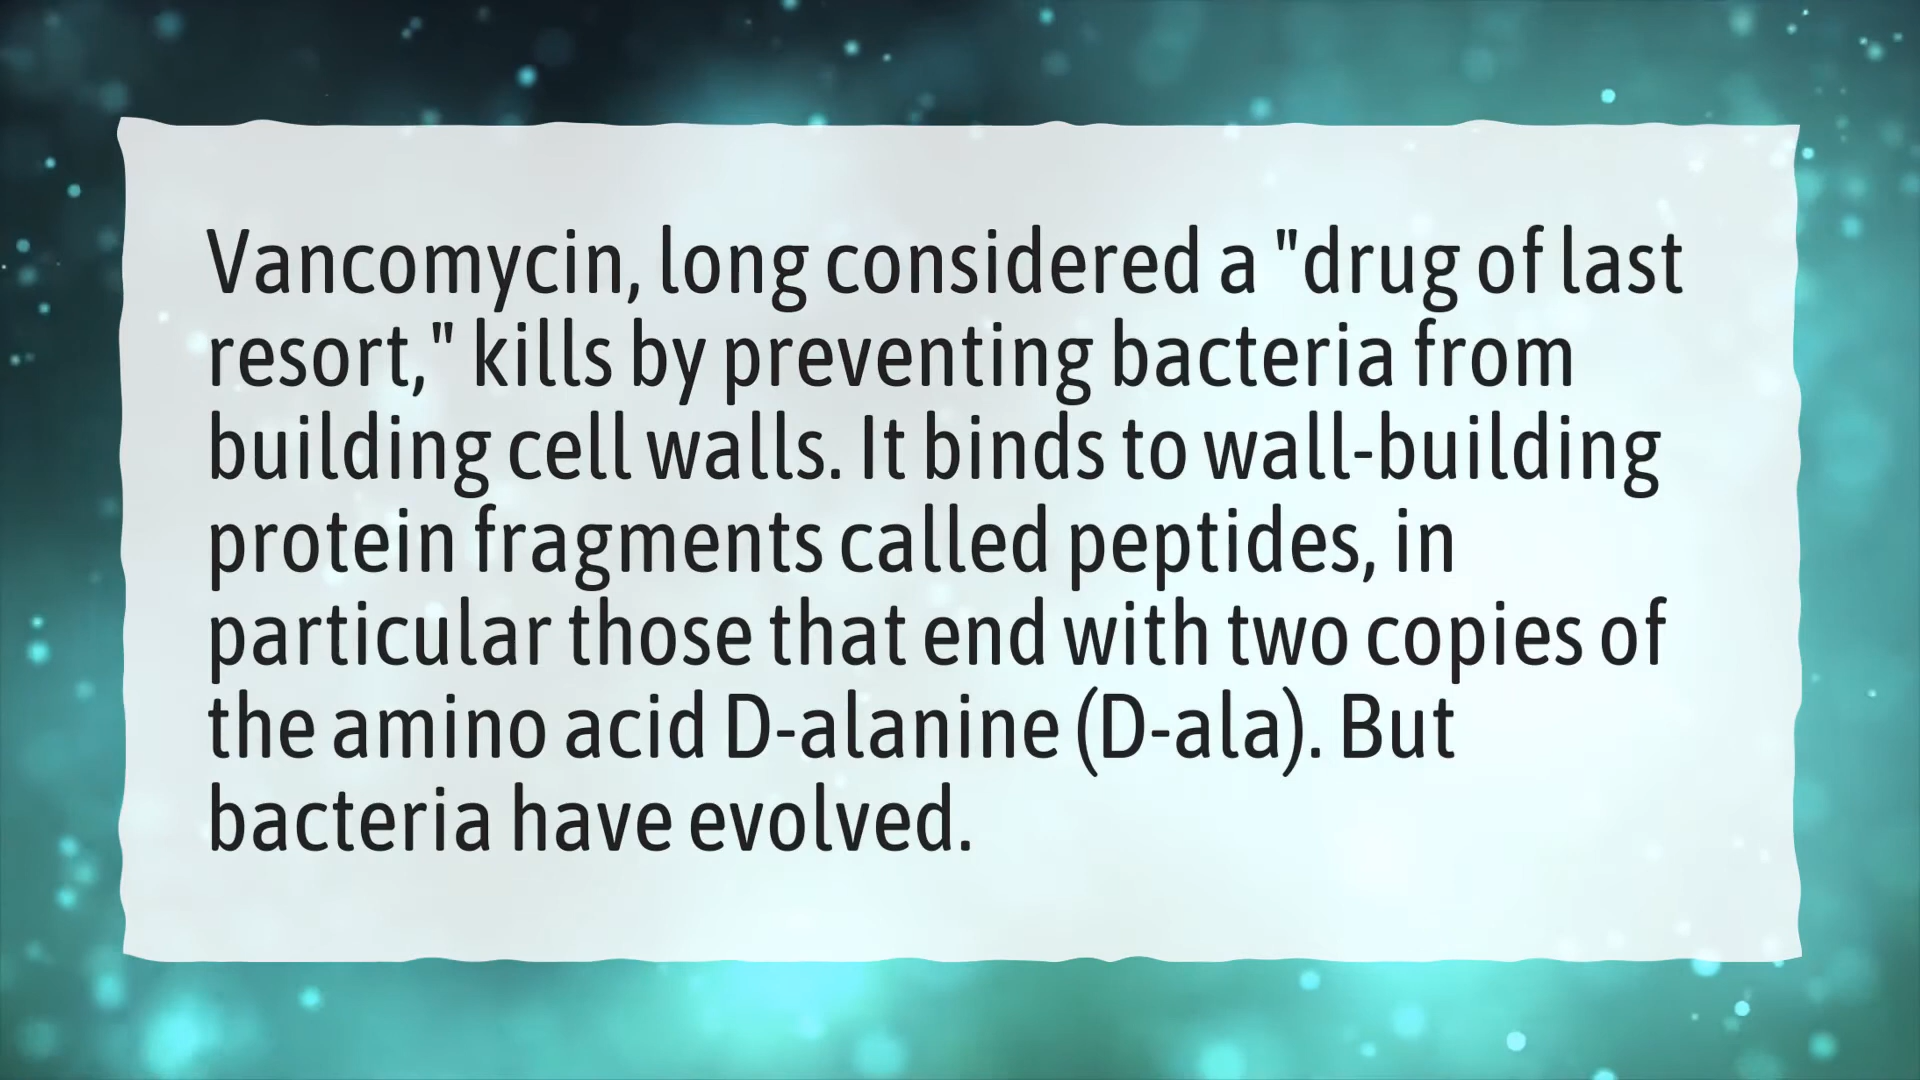 Vancomycin, long considered a "drug of last
resort," kills by preventing bacteria from
building cell walls. It binds to wall-building
protein fragments called peptides, in
particular those that end with two copies of
the amino acid D-alanine (D-ala). But
bacteria have evolved.